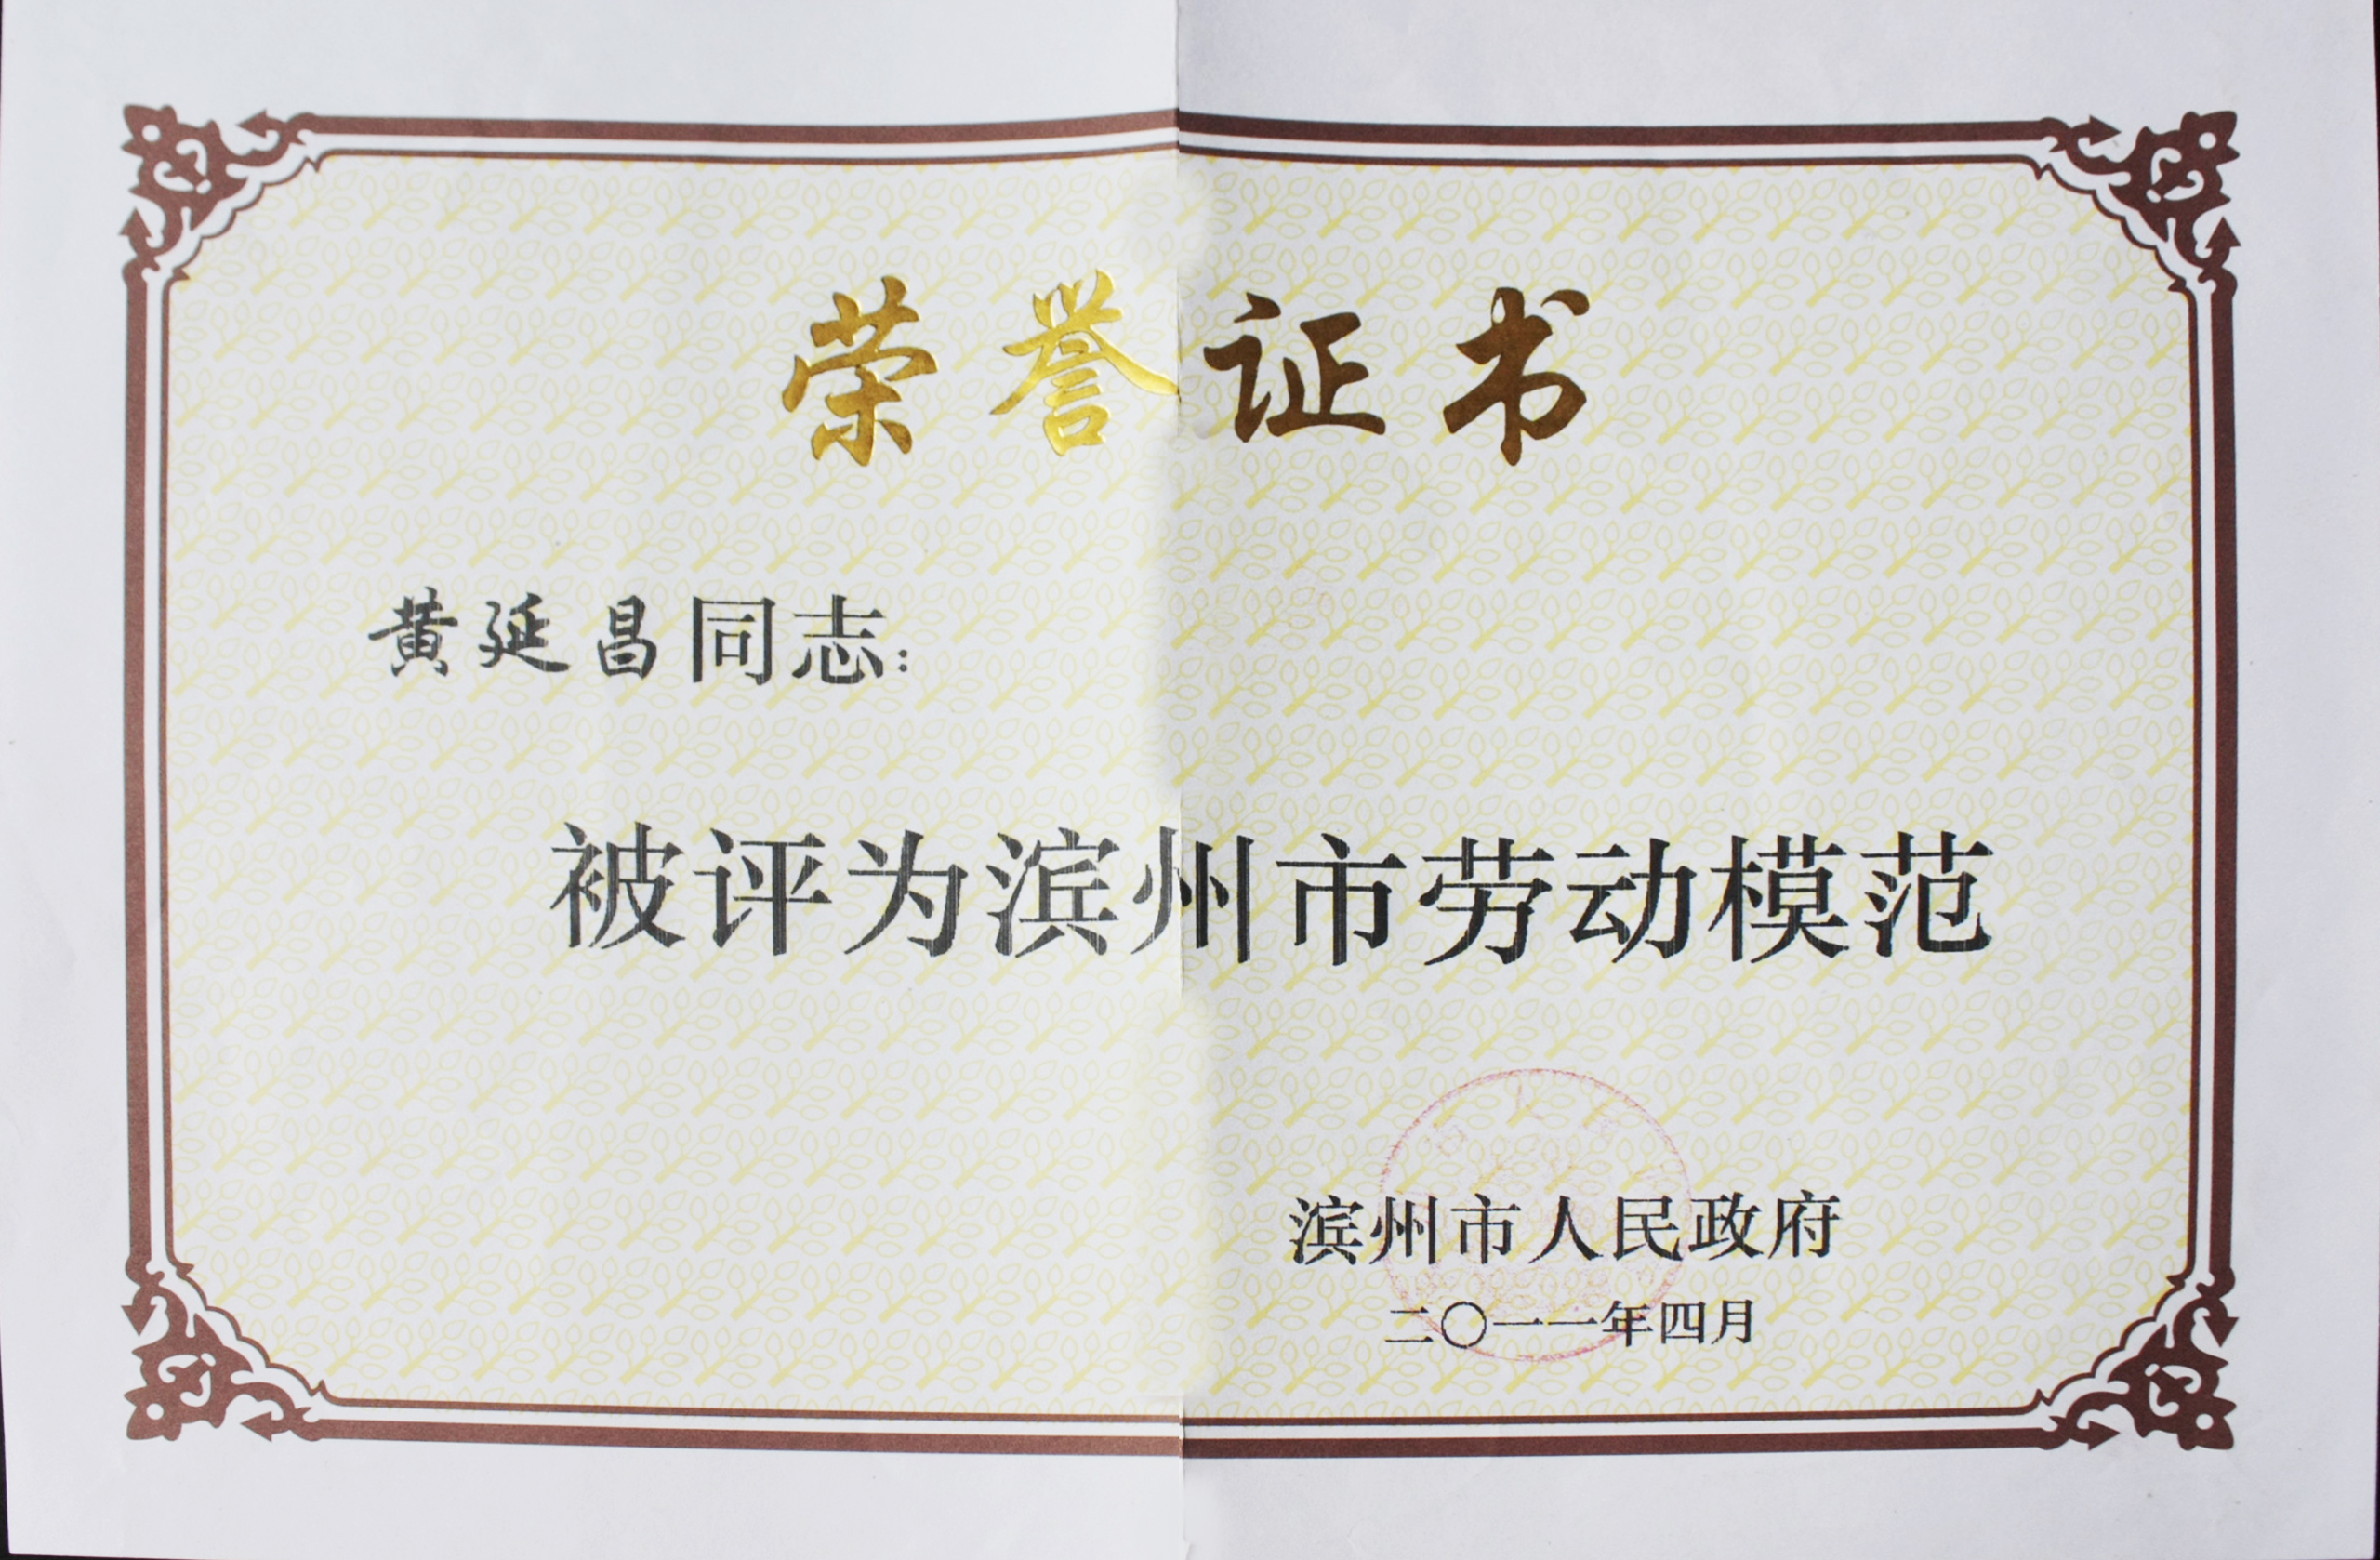 荣誉证书
黄延昌同志：
被评为滨州市劳动模范
滨州市人民政府
二〇一一年四月